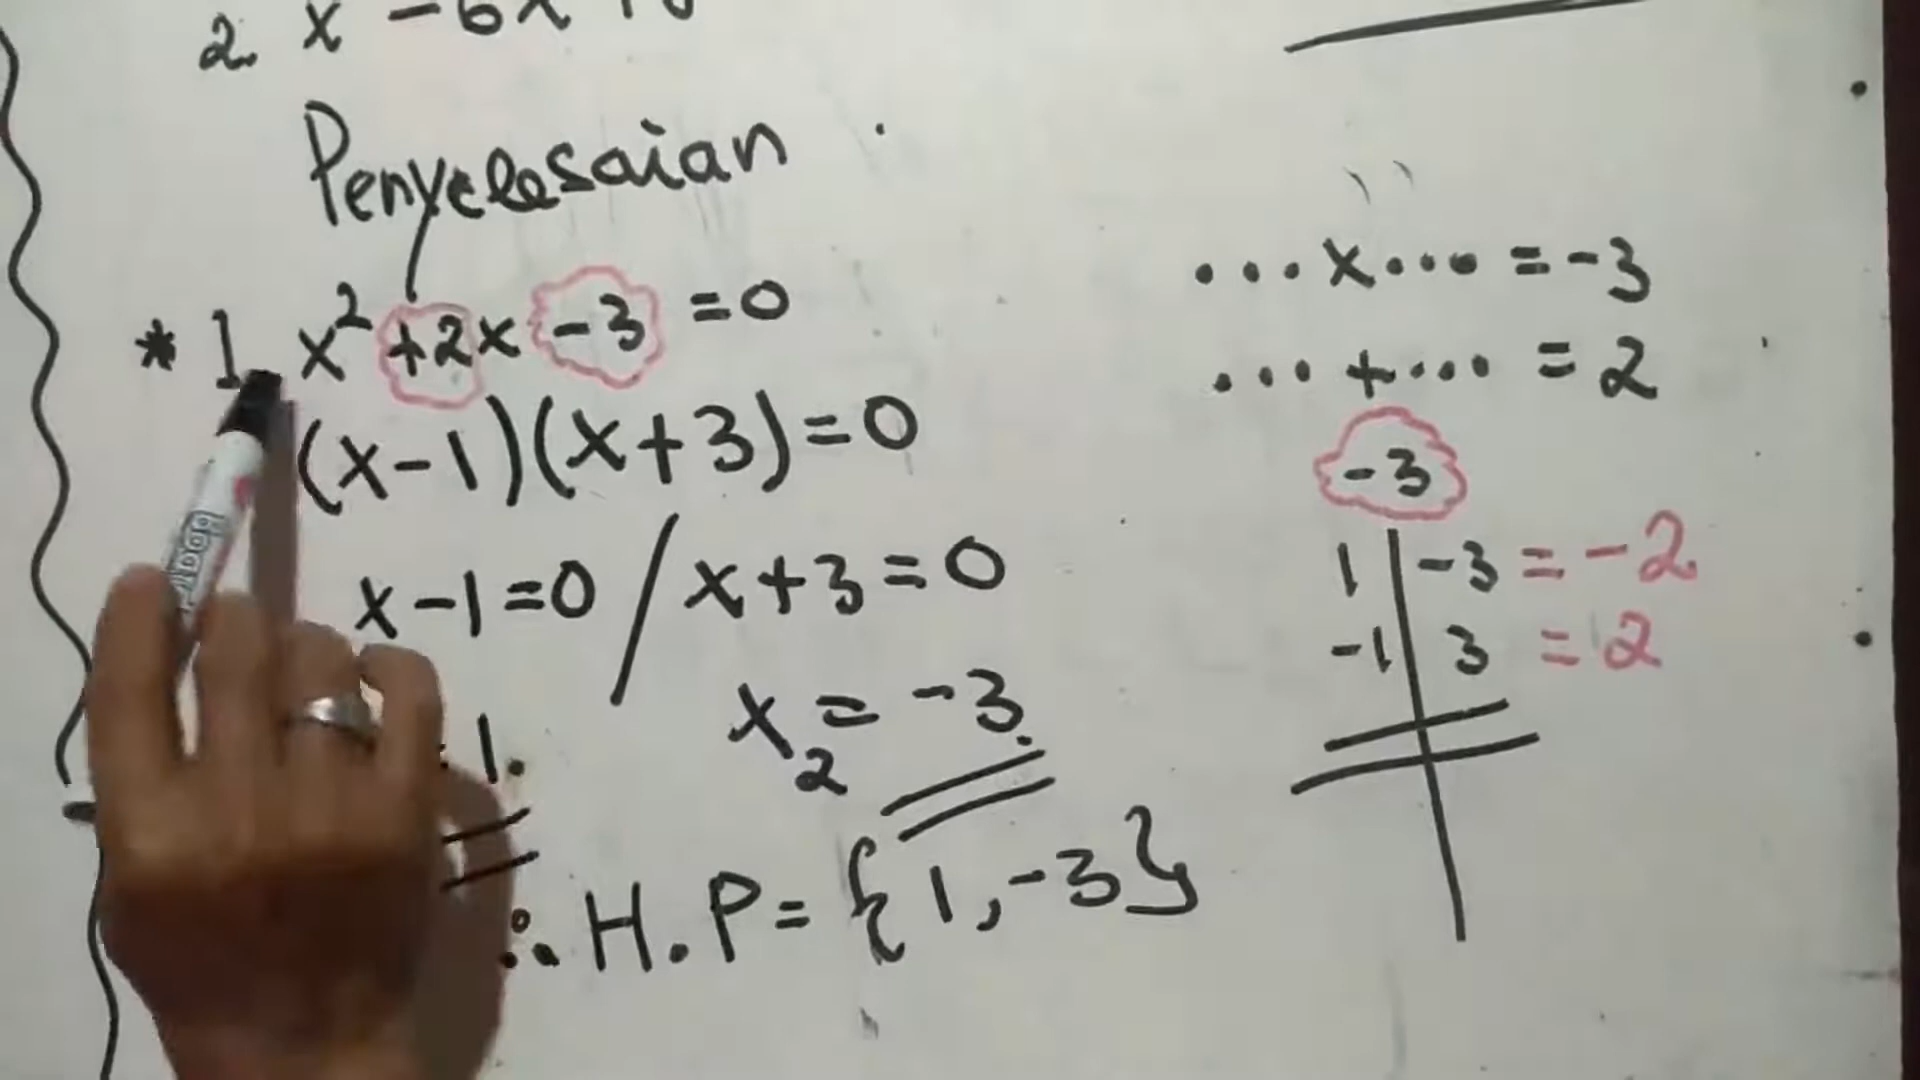 2. x - 6x +
Penyelesaian
* 1. x² +2x -3 = 0
(x-1)(x+3)=0
x-1=0 / x+3=0
1.
x₂ = -3.
∴ H.P = {1, -3}
...x... = -3
...+... = 2
-3
1 | -3 = -2
-1 | 3 = 2